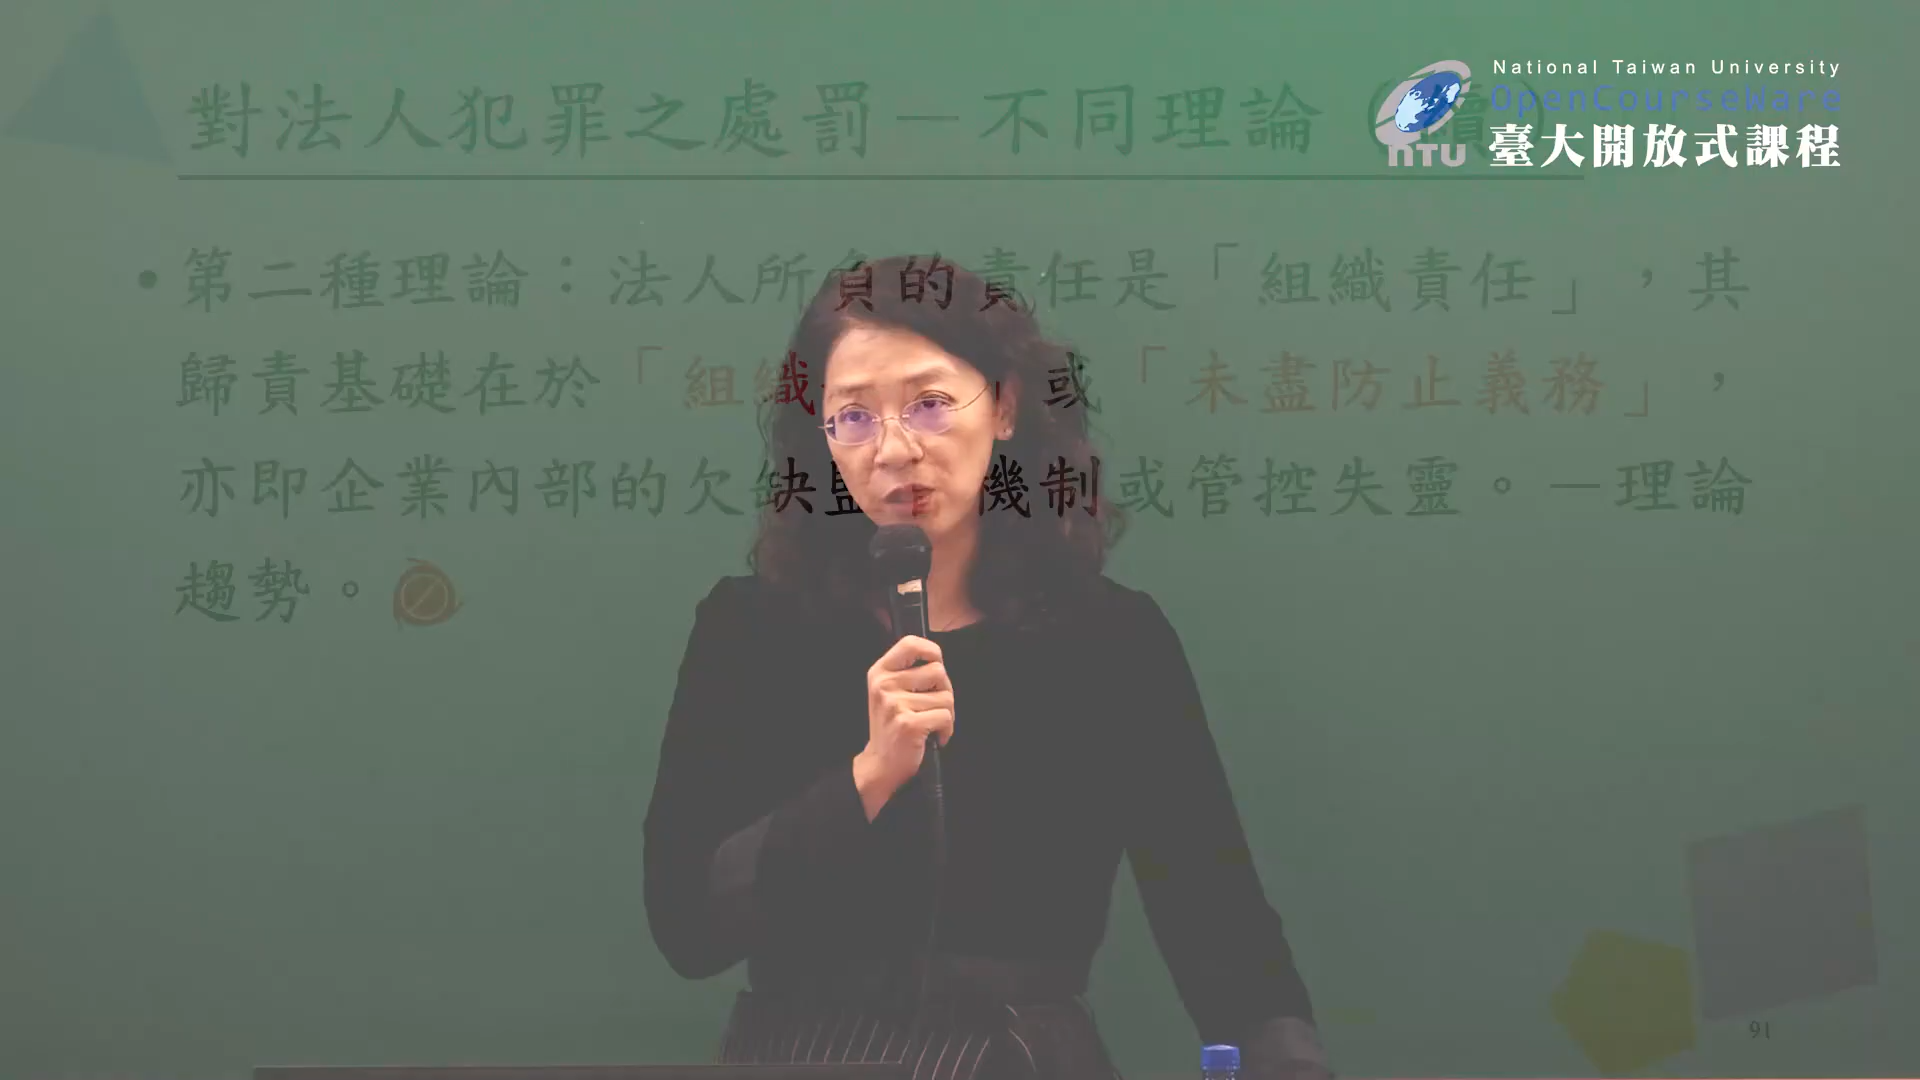 對法人犯罪之處罰－不同理論（續
National Taiwan University
OpenCourseWare
臺大開放式課程
nTU
• 第二種理論：法人所負的責任是「組織責任」，其
歸責基礎在於「組織」或「未盡防止義務」，
亦即企業內部的欠缺監機制或管控失靈。－理論
趨勢。
91